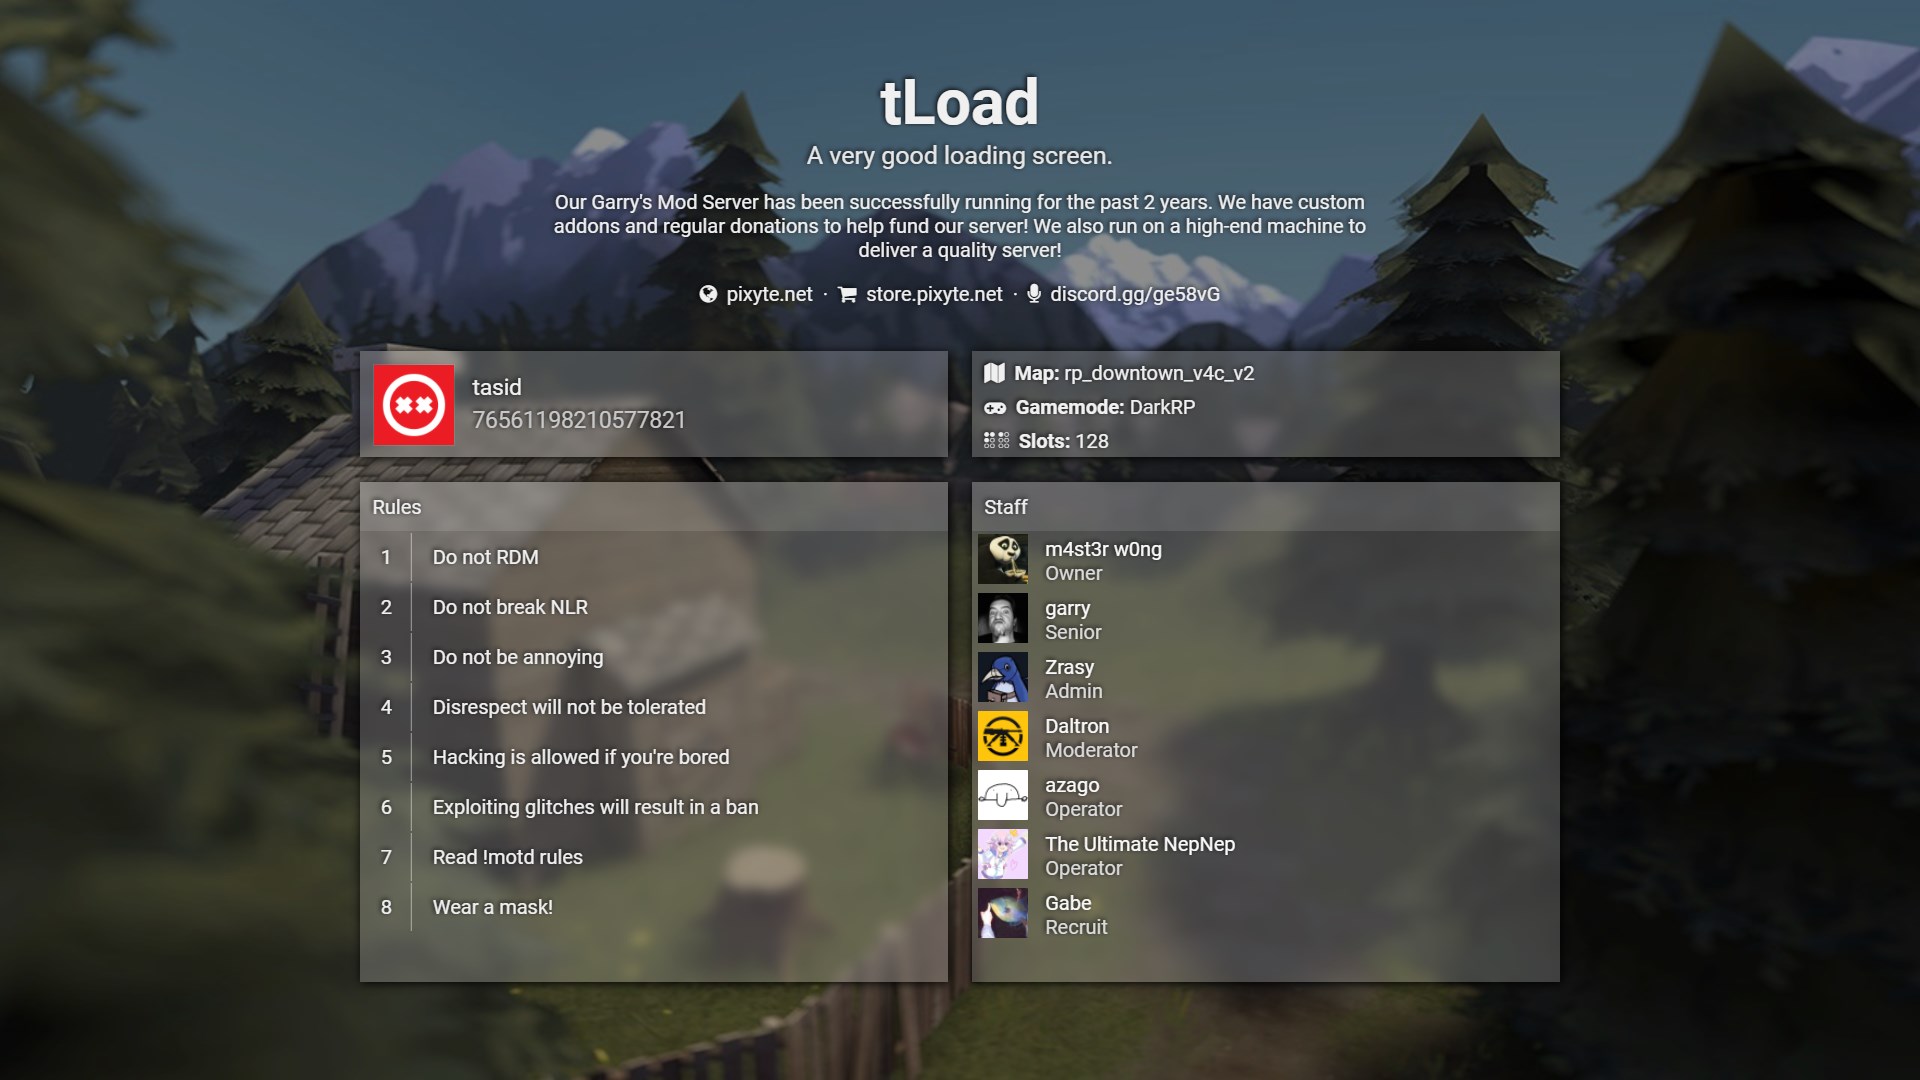 tLoad
A very good loading screen.
Our Garry's Mod Server has been successfully running for the past 2 years. We have custom
addons and regular donations to help fund our server! We also run on a high-end machine to
deliver a quality server!
pixyte.net · store.pixyte.net · discord.gg/ge58vG
tasid
76561198210577821
Map: rp_downtown_v4c_v2
Gamemode: DarkRP
Slots: 128
Rules
1 Do not RDM
2 Do not break NLR
3 Do not be annoying
4 Disrespect will not be tolerated
5 Hacking is allowed if you're bored
6 Exploiting glitches will result in a ban
7 Read !motd rules
8 Wear a mask!
Staff
m4st3r w0ng
Owner
garry
Senior
Zrasy
Admin
Daltron
Moderator
azago
Operator
The Ultimate NepNep
Operator
Gabe
Recruit